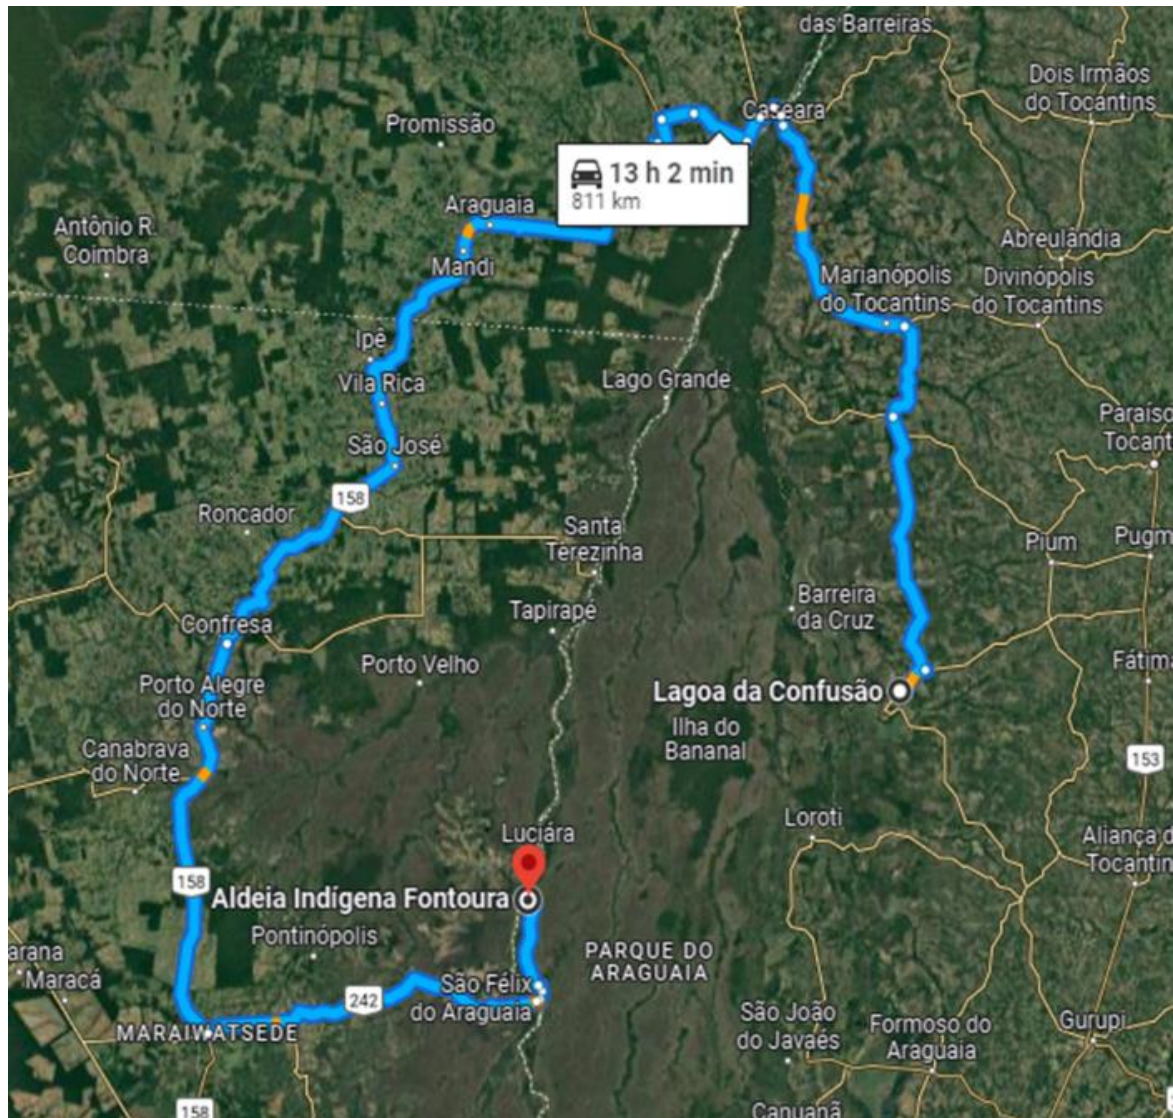 das Barreiras
Dois Irmãos
do Tocantins
Caseara
Promissão
13 h 2 min
811 km
Araguaia
Antônio R.
Coimbra
Abreulândia
Mandi
Marianópolis
do Tocantins
Divinópolis
do Tocantins
Ipê
Vila Rica
Lago Grande
Paraíso
Tocant
São José
158
Roncador
Santa
Terezinha
Pium
Pugm
Tapirapé
Barreira
da Cruz
Confresa
Porto Velho
Fátima
Porto Alegre
do Norte
Lagoa da Confusão
Ilha do
Bananal
Canabrava
do Norte
153
Loroti
Luciára
Aliança d
Tocantin
158
Aldeia Indígena Fontoura
Pontinópolis
arana
Maracá
PARQUE DO
ARAGUAIA
São Félix
do Araguaia
242
MARAIWATSEDE
São João
do Javaés
Formoso do
Araguaia
Gurupi
158
Canuanã